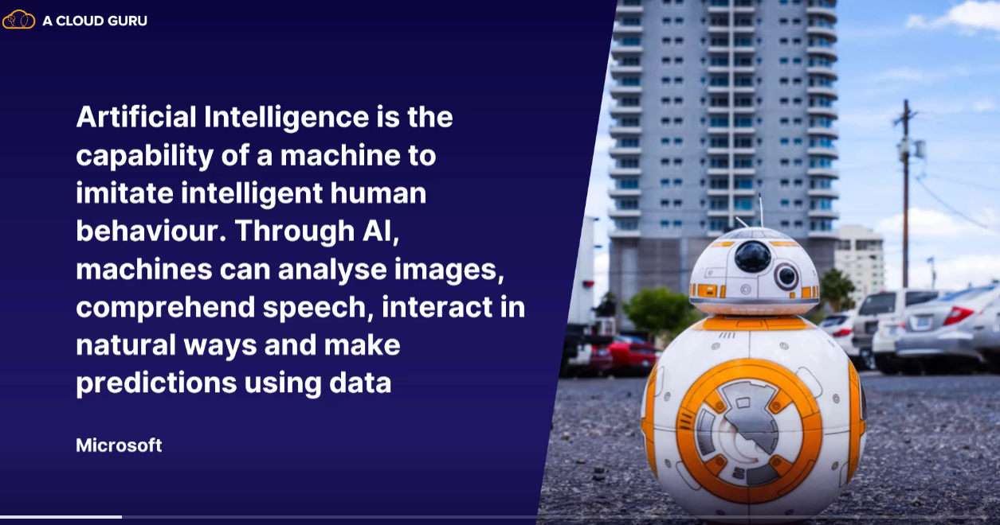 A CLOUD GURU
Artificial Intelligence is the
capability of a machine to
imitate intelligent human
behaviour. Through AI,
machines can analyse images,
comprehend speech, interact in
natural ways and make
predictions using data
Microsoft